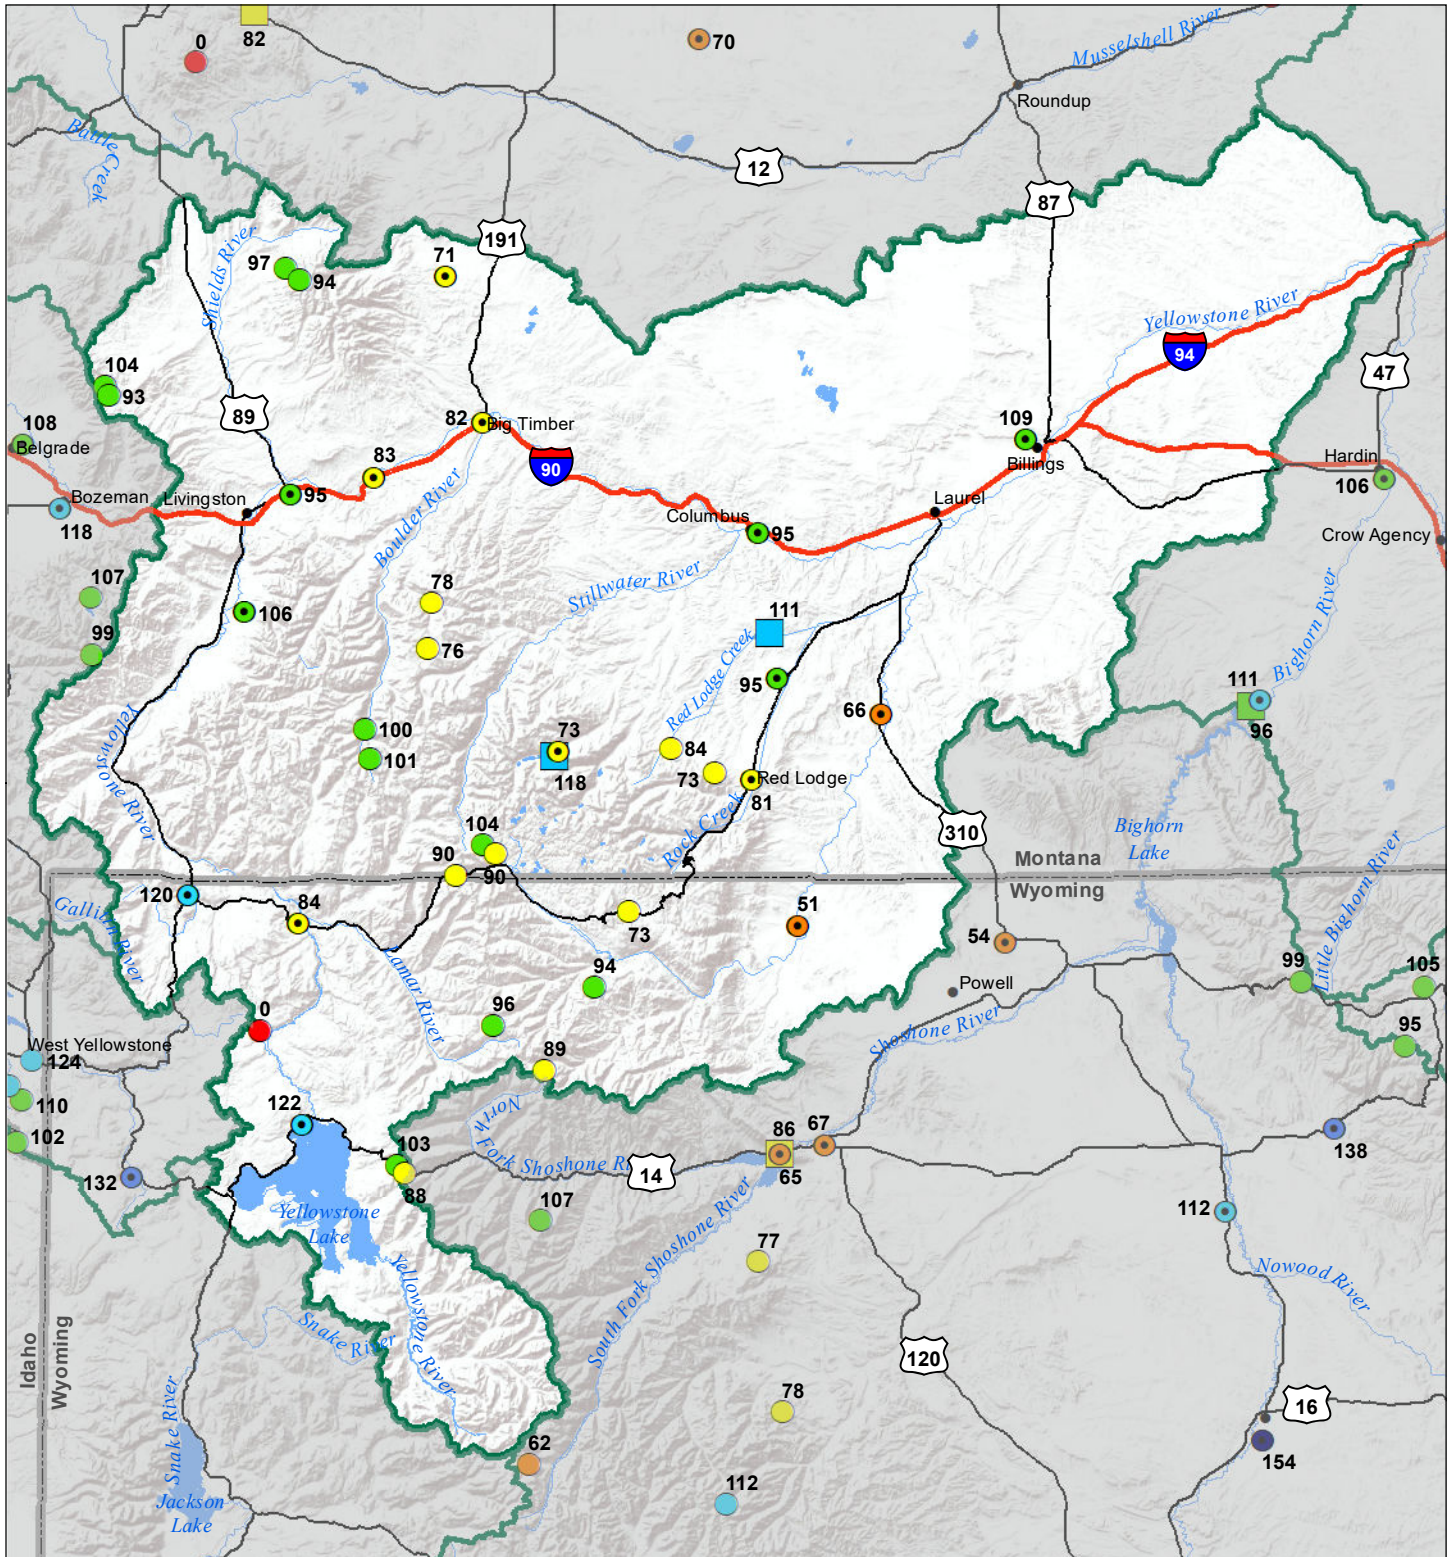 0
82
70
Musselshell River
Roundup
Battle Creek
12
87
191
Shields River
97
94
71
Yellowstone River
94
104
93
89
47
108
Belgrade
82
Big Timber
109
Billings
83
90
Hardin
106
Bozeman
118
Livingston
95
Boulder River
Columbus
95
Laurel
Crow Agency
107
99
106
78
76
Stillwater River
111
Red Lodge Creek
95
Bighorn River
111
96
66
100
101
73
118
84
73
Red Lodge
81
Yellowstone River
104
90
90
Rock Creek
310
Bighorn
Lake
Montana
Wyoming
Little Bighorn River
120
Gallatin River
84
73
51
54
Powell
99
105
94
96
Lamar River
0
89
Shoshone River
95
West Yellowstone
124
110
102
122
103
88
North Fork Shoshone R
86
65
67
138
132
14
107
112
Yellowstone
Lake
South Fork Shoshone River
77
Nowood River
Yellowstone River
Snake River
Idaho
Wyoming
120
78
16
154
Snake River
Jackson
Lake
62
112